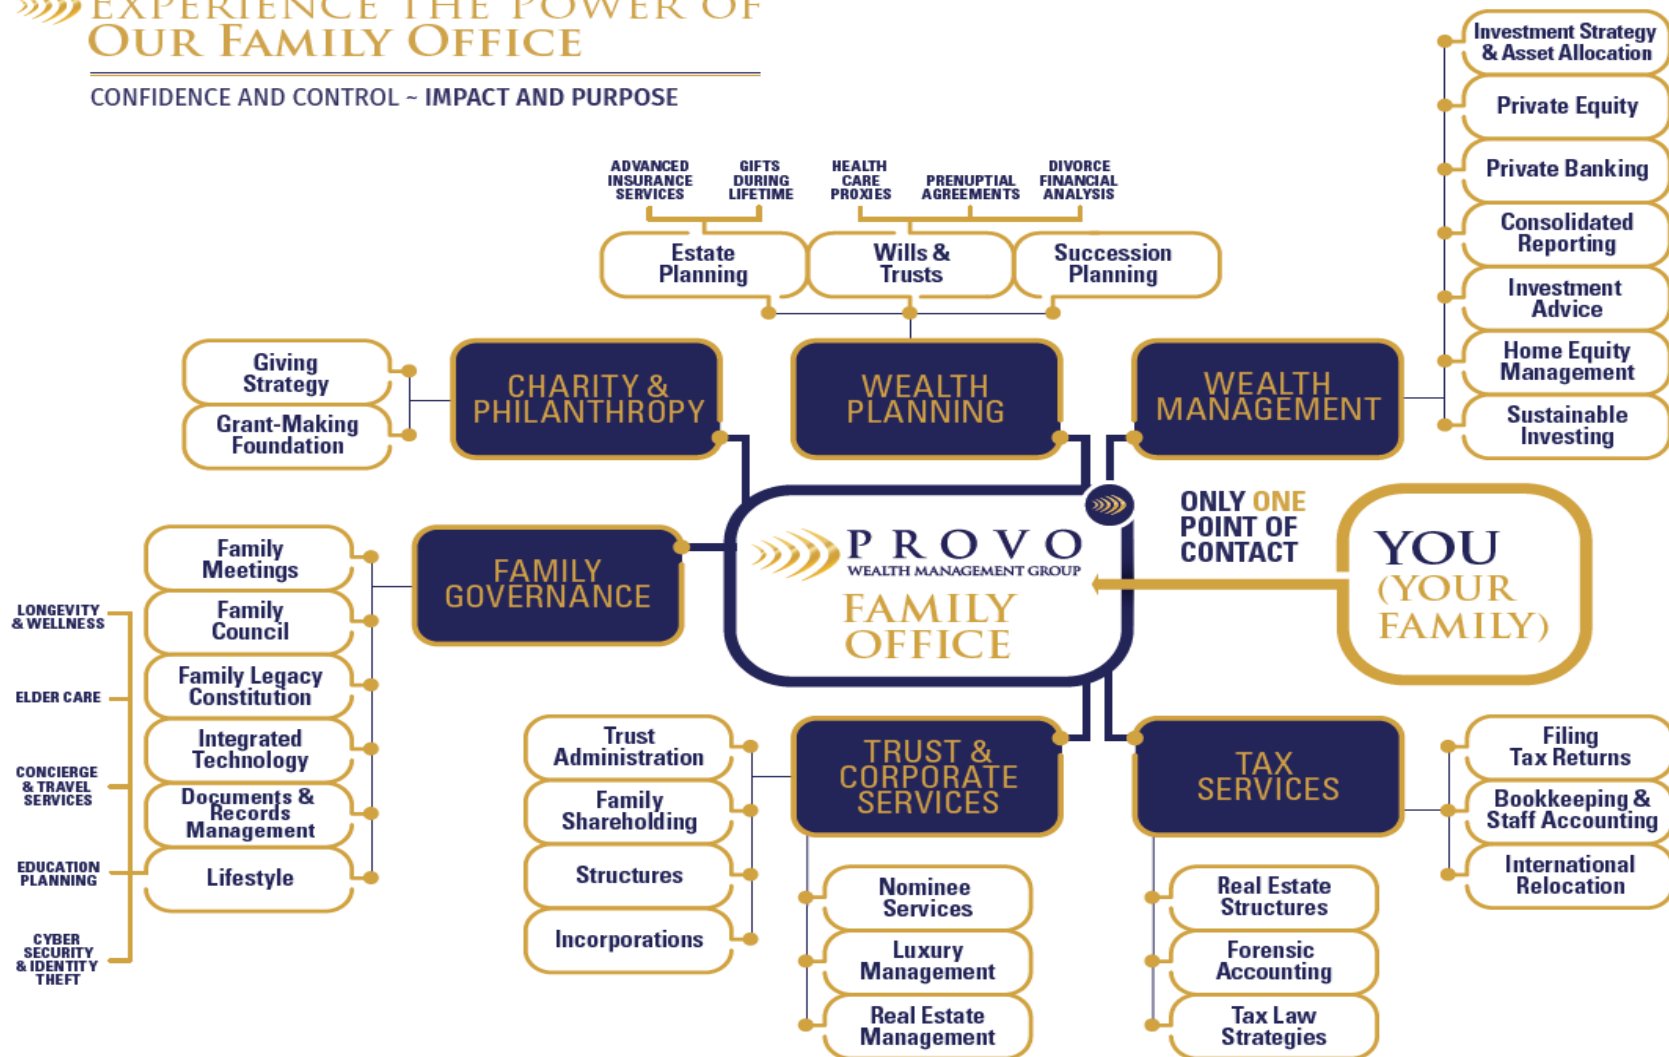 EXPERIENCE THE POWER OF
OUR FAMILY OFFICE
CONFIDENCE AND CONTROL ~ IMPACT AND PURPOSE
ADVANCED
INSURANCE
SERVICES
GIFTS
DURING
LIFETIME
HEALTH
CARE
PROXIES
PRENUPTIAL
AGREEMENTS
DIVORCE
FINANCIAL
ANALYSIS
Estate
Planning
Wills &
Trusts
Succession
Planning
Investment Strategy
& Asset Allocation
Private Equity
Private Banking
Consolidated
Reporting
Investment
Advice
Home Equity
Management
Sustainable
Investing
Giving
Strategy
Grant-Making
Foundation
CHARITY &
PHILANTHROPY
WEALTH
PLANNING
WEALTH
MANAGEMENT
ONLY ONE
POINT OF
CONTACT
YOU
(YOUR
FAMILY)
PROVO
WEALTH MANAGEMENT GROUP
FAMILY
OFFICE
FAMILY
GOVERNANCE
Family
Meetings
Family
Council
Family Legacy
Constitution
Integrated
Technology
Documents &
Records
Management
Lifestyle
LONGEVITY
& WELLNESS
ELDER CARE
CONCIERGE
& TRAVEL
SERVICES
EDUCATION
PLANNING
CYBER
SECURITY
& IDENTITY
THEFT
Trust
Administration
Family
Shareholding
Structures
Incorporations
TRUST &
CORPORATE
SERVICES
Nominee
Services
Luxury
Management
Real Estate
Management
TAX
SERVICES
Real Estate
Structures
Forensic
Accounting
Tax Law
Strategies
Filing
Tax Returns
Bookkeeping &
Staff Accounting
International
Relocation